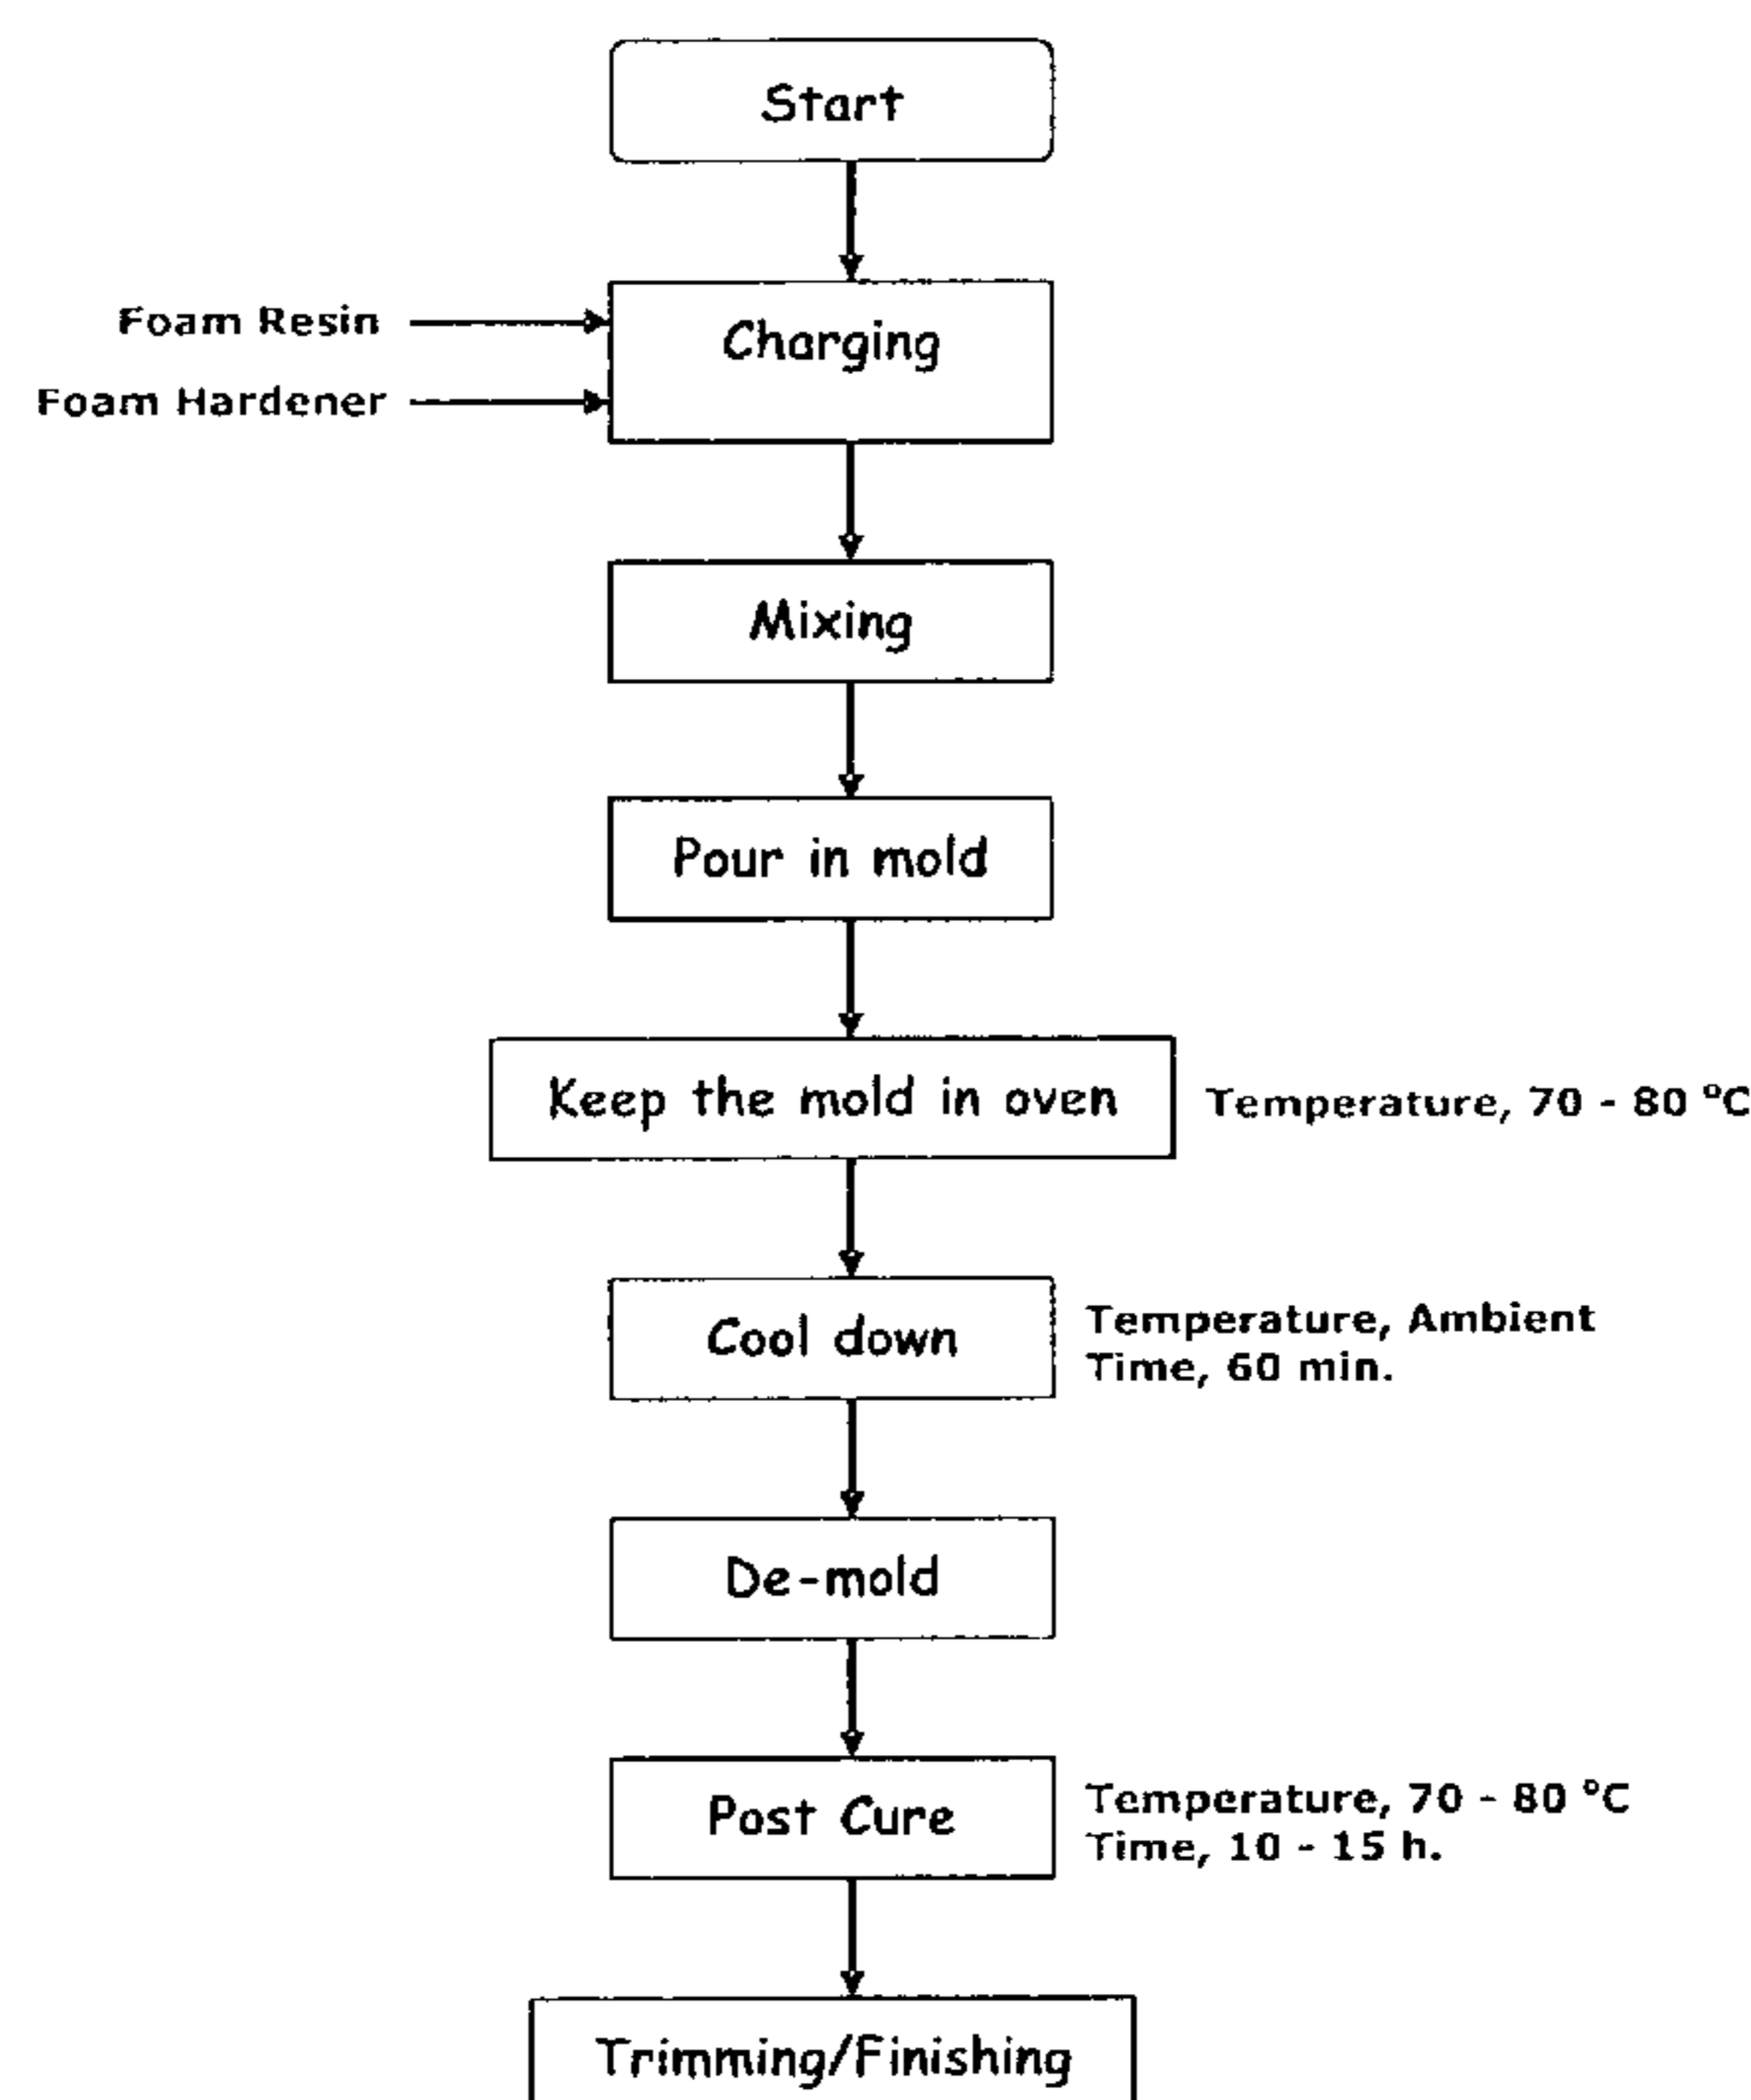 Start
Foam Resin
Charging
Foam Hardener
Mixing
Pour in mold
Keep the mold in oven
Temperature, 70 - 80 °C
Cool down
Temperature, Ambient
Time, 60 min.
De-mold
Post Cure
Temperature, 70 - 80 °C
Time, 10 - 15 h.
Trimming/Finishing